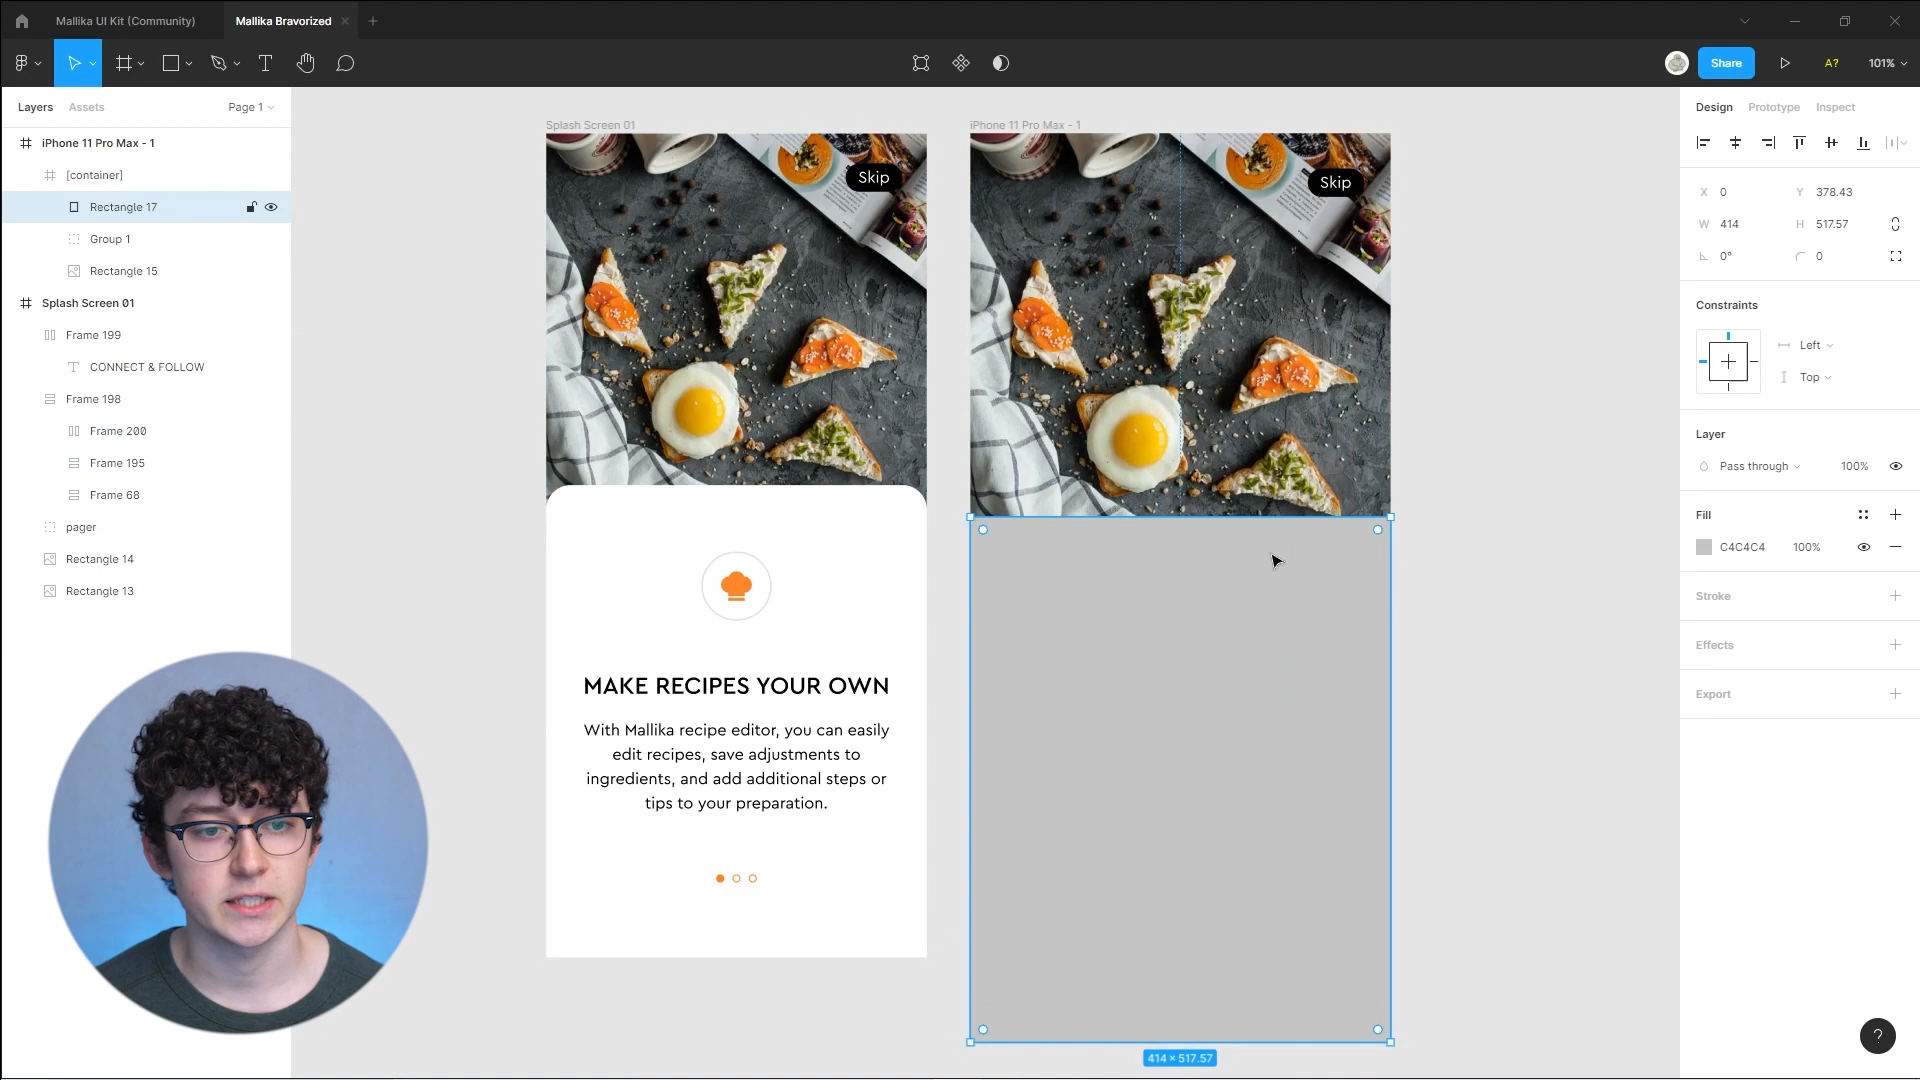 Mallika UI Kit (Community)
Mallika Bravorized
Share
A?
101%
Layers
Assets
Page 1
iPhone 11 Pro Max - 1
[container]
Rectangle 17
Group 1
Rectangle 15
Splash Screen 01
Frame 199
CONNECT & FOLLOW
Frame 198
Frame 200
Frame 195
Frame 68
pager
Rectangle 14
Rectangle 13
Splash Screen 01
Skip
MAKE RECIPES YOUR OWN
With Mallika recipe editor, you can easily
edit recipes, save adjustments to
ingredients, and add additional steps or
tips to your preparation.
iPhone 11 Pro Max - 1
Skip
414 × 517.57
Design
Prototype
Inspect
X 0
Y 378.43
W 414
H 517.57
0°
0
Constraints
Left
Top
Layer
Pass through
100%
Fill
C4C4C4
100%
Stroke
Effects
Export
?